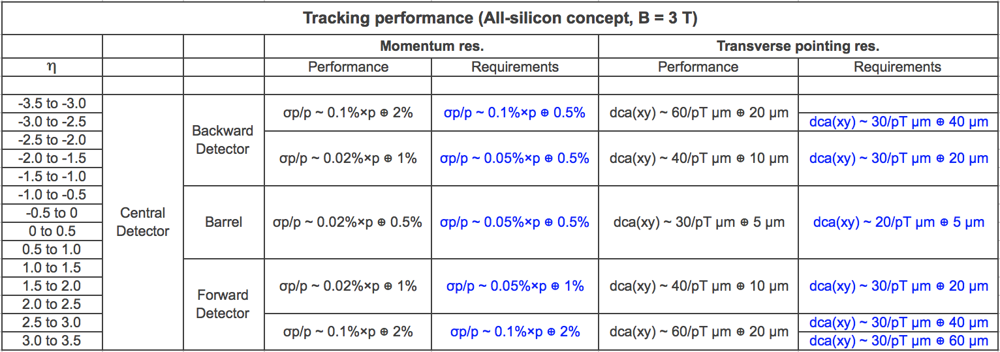 Tracking performance (All-silicon concept, B = 3 T)
Momentum res. Transverse pointing res.
η Performance Requirements Performance Requirements
-3.5 to -3.0
σp/p ~ 0.1%×p ⊕ 2% σp/p ~ 0.1%×p ⊕ 0.5% dca(xy) ~ 60/pT µm ⊕ 20 µm
-3.0 to -2.5 dca(xy) ~ 30/pT µm ⊕ 40 µm
Backward
Detector
-2.5 to -2.0
-2.0 to -1.5 σp/p ~ 0.02%×p ⊕ 1% σp/p ~ 0.05%×p ⊕ 0.5% dca(xy) ~ 40/pT µm ⊕ 10 µm dca(xy) ~ 30/pT µm ⊕ 20 µm
-1.5 to -1.0
-1.0 to -0.5
-0.5 to 0
Central
Detector
Barrel σp/p ~ 0.02%×p ⊕ 0.5% σp/p ~ 0.05%×p ⊕ 0.5% dca(xy) ~ 30/pT µm ⊕ 5 µm dca(xy) ~ 20/pT µm ⊕ 5 µm
0 to 0.5
0.5 to 1.0
1.0 to 1.5
1.5 to 2.0 σp/p ~ 0.02%×p ⊕ 1% σp/p ~ 0.05%×p ⊕ 1% dca(xy) ~ 40/pT µm ⊕ 10 µm dca(xy) ~ 30/pT µm ⊕ 20 µm
Forward
Detector
2.0 to 2.5
2.5 to 3.0 dca(xy) ~ 30/pT µm ⊕ 40 µm
σp/p ~ 0.1%×p ⊕ 2% σp/p ~ 0.1%×p ⊕ 2% dca(xy) ~ 60/pT µm ⊕ 20 µm
3.0 to 3.5 dca(xy) ~ 30/pT µm ⊕ 60 µm